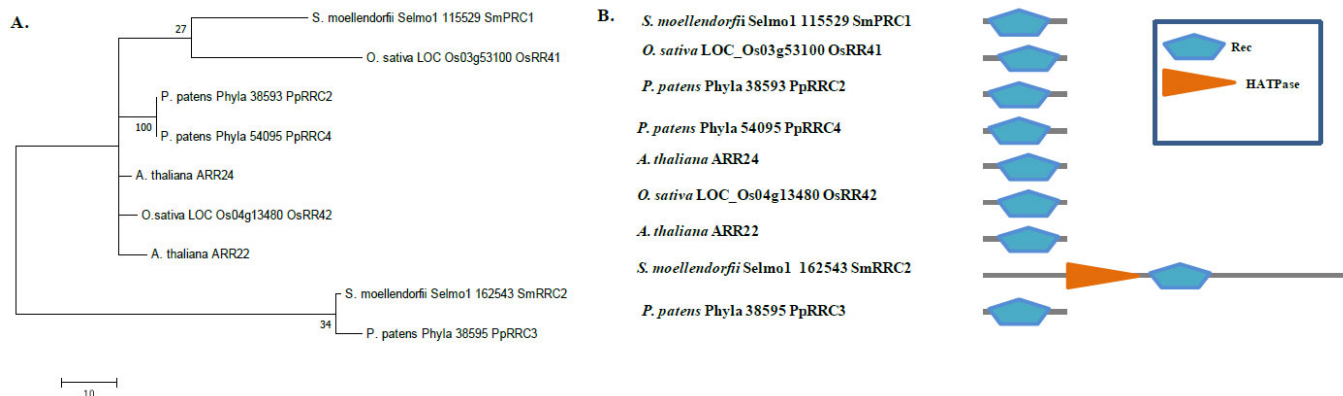 A.
S. moellendorfii Selmo1 115529 SmPRC1
27
O. sativa LOC Os03g53100 OsRR41
P. patens Phyla 38593 PpRRC2
100
P. patens Phyla 54095 PpRRC4
A. thaliana ARR24
O.sativa LOC Os04g13480 OsRR42
A. thaliana ARR22
S. moellendorfii Selmo1 162543 SmRRC2
34
P. patens Phyla 38595 PpRRC3
10
B.
S. moellendorfii Selmo1 115529 SmPRC1
O. sativa LOC_Os03g53100 OsRR41
P. patens Phyla 38593 PpRRC2
P. patens Phyla 54095 PpRRC4
A. thaliana ARR24
O. sativa LOC_Os04g13480 OsRR42
A. thaliana ARR22
S. moellendorfii Selmo1 162543 SmRRC2
P. patens Phyla 38595 PpRRC3
Rec
HATPase